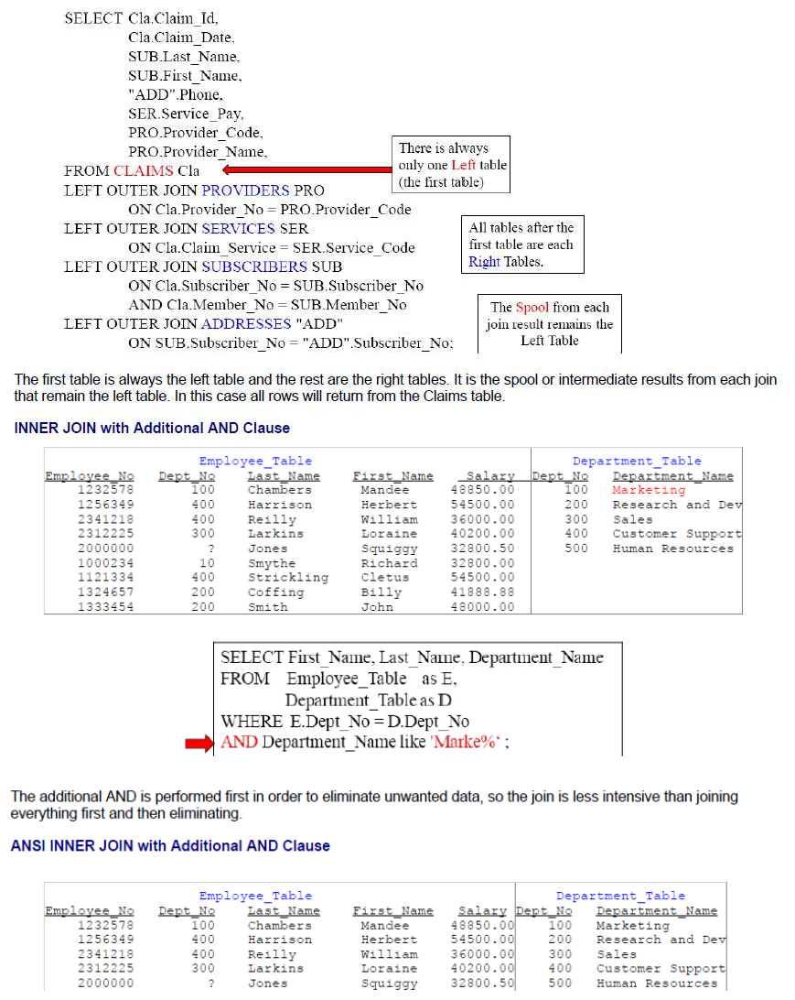 SELECT Cla.Claim_Id,
Cla.Claim_Date,
SUB.Last_Name,
SUB.First_Name,
"ADD".Phone,
SER.Service_Pay,
PRO.Provider_Code,
PRO.Provider_Name,
FROM CLAIMS Cla
There is always
only one Left table
(the first table)
LEFT OUTER JOIN PROVIDERS PRO
ON Cla.Provider_No = PRO.Provider_Code
LEFT OUTER JOIN SERVICES SER
ON Cla.Claim_Service = SER.Service_Code
All tables after the
first table are each
Right Tables.
LEFT OUTER JOIN SUBSCRIBERS SUB
ON Cla.Subscriber_No = SUB.Subscriber_No
AND Cla.Member_No = SUB.Member_No
LEFT OUTER JOIN ADDRESSES "ADD"
ON SUB.Subscriber_No = "ADD".Subscriber_No;
The Spool from each
join result remains the
Left Table
The first table is always the left table and the rest are the right tables. It is the spool or intermediate results from each join
that remain the left table. In this case all rows will return from the Claims table.
INNER JOIN with Additional AND Clause
Employee_Table Department_Table
Employee_No Dept_No Last_Name First_Name Salary Dept_No Department_Name
1232578 100 Chambers Mandee 48850.00 100 Marketing
1256349 400 Harrison Herbert 54500.00 200 Research and Dev
2341218 400 Reilly William 36000.00 300 Sales
2312225 300 Larkins Loraine 40200.00 400 Customer Support
2000000 ? Jones Squiggy 32800.50 500 Human Resources
1000234 10 Smythe Richard 32800.00
1121334 400 Strickling Cletus 54500.00
1324657 200 Coffing Billy 41888.88
1333454 200 Smith John 48000.00
SELECT First_Name, Last_Name, Department_Name
FROM Employee_Table as E,
Department_Table as D
WHERE E.Dept_No = D.Dept_No
AND Department_Name like 'Marke%' ;
The additional AND is performed first in order to eliminate unwanted data, so the join is less intensive than joining
everything first and then eliminating.
ANSI INNER JOIN with Additional AND Clause
Employee_Table Department_Table
Employee_No Dept_No Last_Name First_Name Salary Dept_No Department_Name
1232578 100 Chambers Mandee 48850.00 100 Marketing
1256349 400 Harrison Herbert 54500.00 200 Research and Dev
2341218 400 Reilly William 36000.00 300 Sales
2312225 300 Larkins Loraine 40200.00 400 Customer Support
2000000 ? Jones Squiggy 32800.50 500 Human Resources